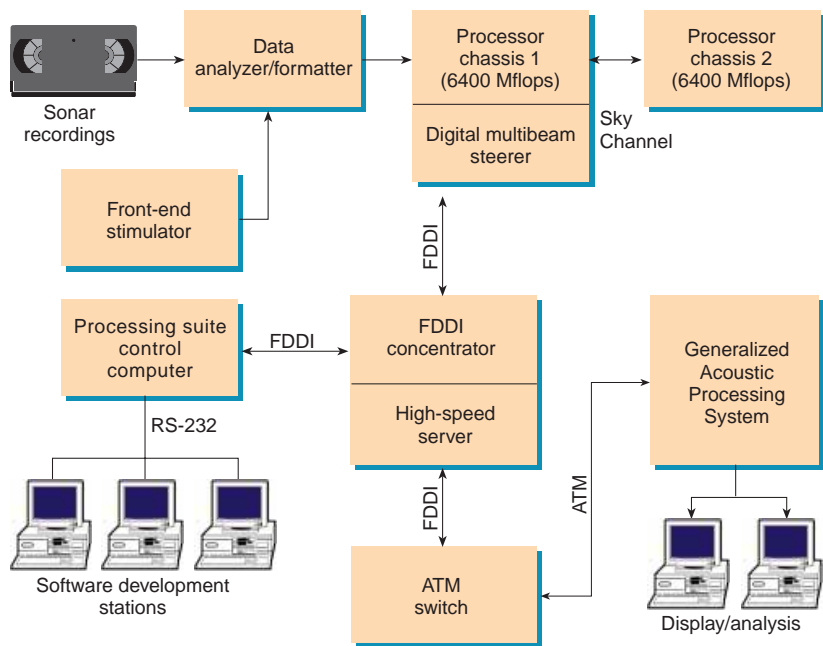 Sonar
recordings
Data
analyzer/formatter
Processor
chassis 1
(6400 Mflops)
Digital multibeam
steerer
Processor
chassis 2
(6400 Mflops)
Sky
Channel
Front-end
stimulator
FDDI
Processing suite
control
computer
FDDI
FDDI
concentrator
High-speed
server
Generalized
Acoustic
Processing
System
RS-232
FDDI
ATM
Software development
stations
ATM
switch
Display/analysis